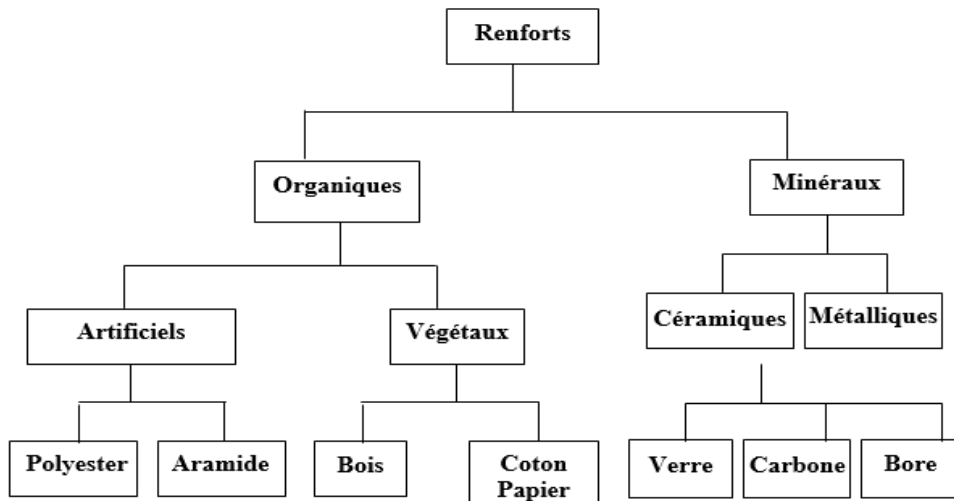 Renforts
Organiques
Minéraux
Artificiels
Végétaux
Céramiques
Métalliques
Polyester
Aramide
Bois
Coton
Papier
Verre
Carbone
Bore